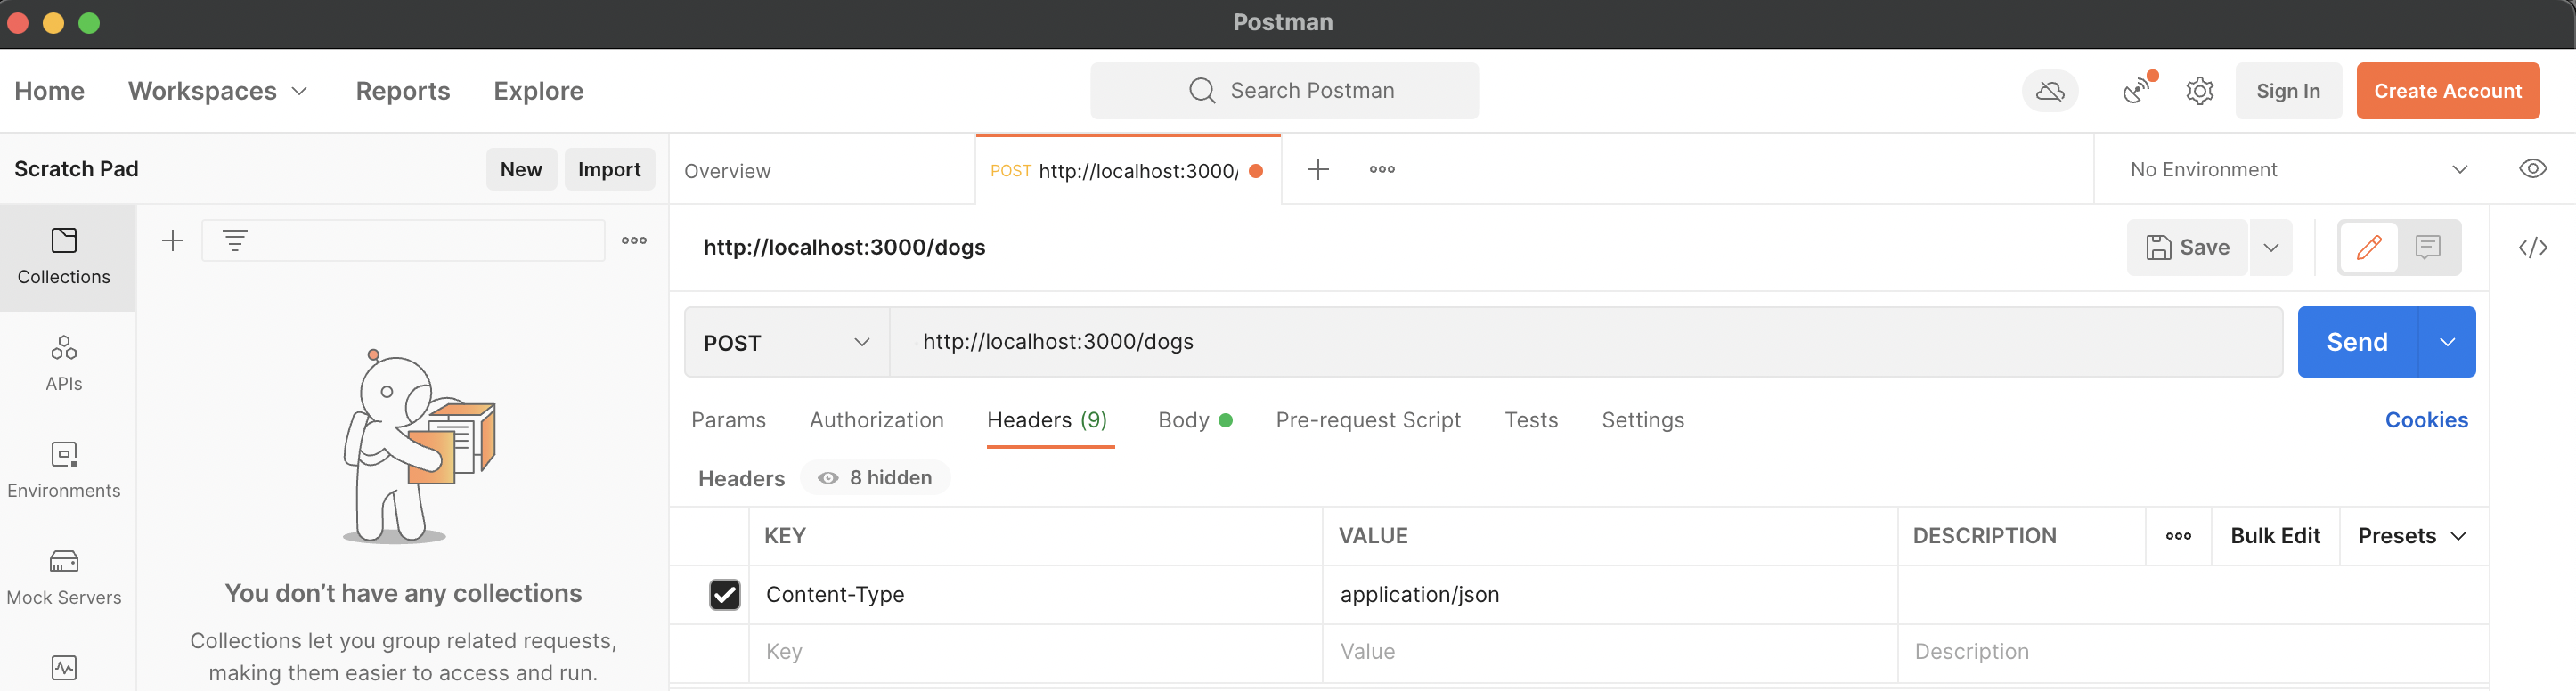 Postman
Home Workspaces Reports Explore Search Postman Sign In Create Account
Scratch Pad New Import Overview POST http://localhost:3000/ No Environment
Collections
http://localhost:3000/dogs Save
POST http://localhost:3000/dogs Send
APIs
Params Authorization Headers (9) Body Pre-request Script Tests Settings Cookies
Environments
Headers 8 hidden
KEY VALUE DESCRIPTION Bulk Edit Presets
Mock Servers
Content-Type application/json
Key Value Description
You don’t have any collections
Collections let you group related requests,
making them easier to access and run.